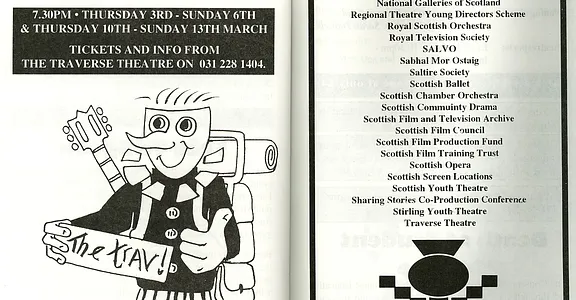 7.30PM • THURSDAY 3RD - SUNDAY 6TH
& THURSDAY 10TH - SUNDAY 13TH MARCH
TICKETS AND INFO FROM
THE TRAVERSE THEATRE ON 031 228 1404.
The trav!
National Galleries of Scotland
Regional Theatre Young Directors Scheme
Royal Scottish Orchestra
Royal Television Society
SALVO
Sabhal Mor Ostaig
Saltire Society
Scottish Ballet
Scottish Chamber Orchestra
Scottish Community Drama
Scottish Film and Television Archive
Scottish Film Council
Scottish Film Production Fund
Scottish Film Training Trust
Scottish Opera
Scottish Screen Locations
Scottish Youth Theatre
Sharing Stories Co-Production Conference
Stirling Youth Theatre
Traverse Theatre